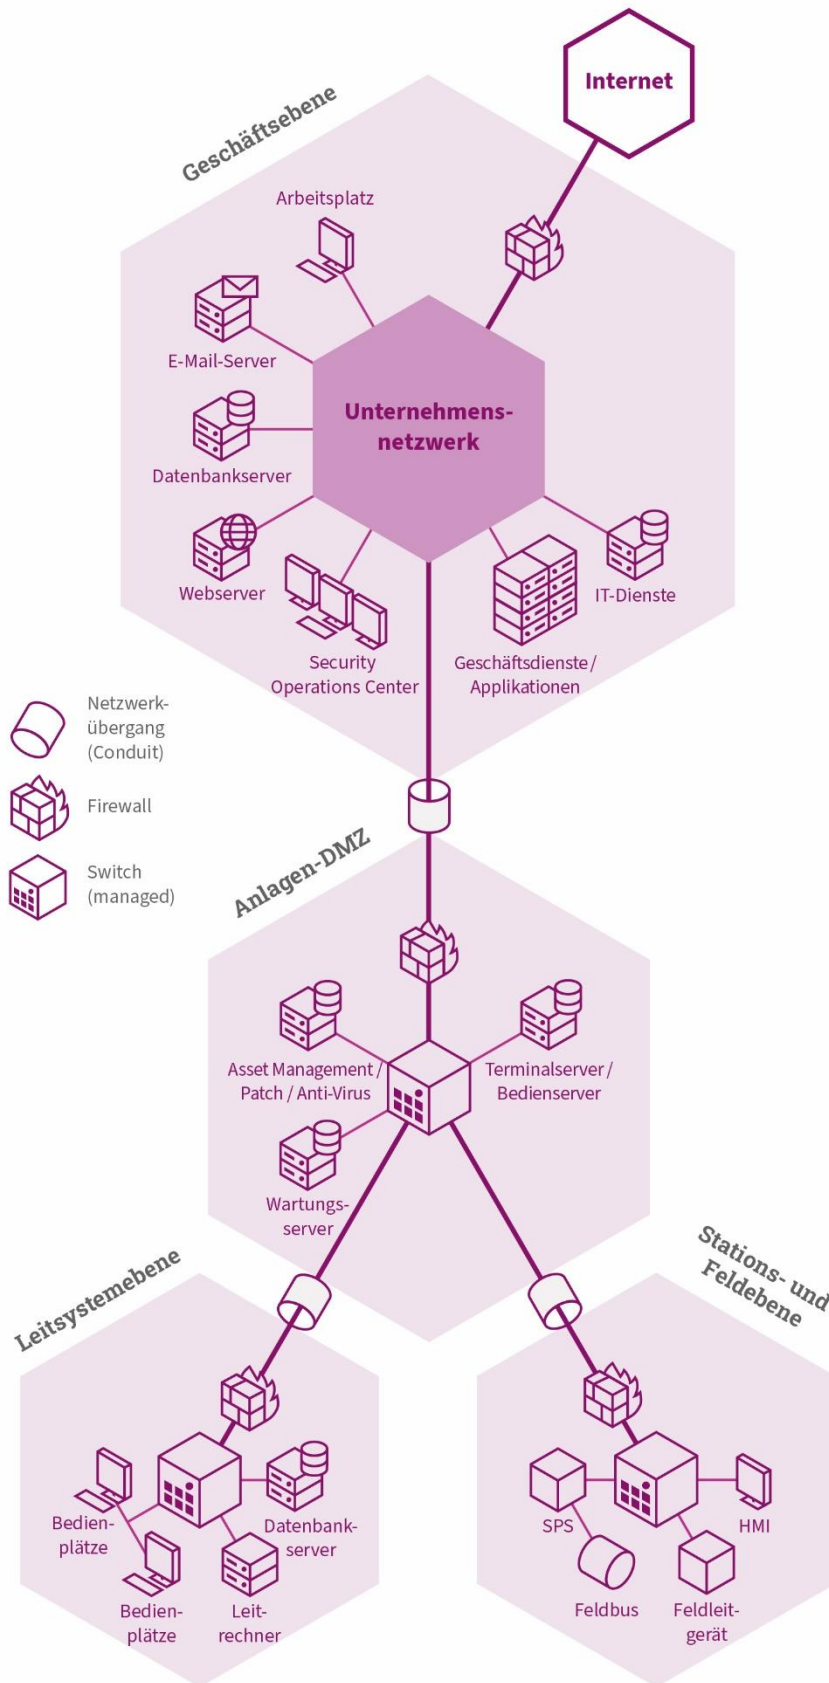 Internet
Geschäftsebene
Arbeitsplatz
E-Mail-Server
Unternehmens-
netzwerk
Datenbankserver
Webserver
IT-Dienste
Security
Operations Center
Geschäftsdienste/
Applikationen
Netzwerk-
übergang
(Conduit)
Firewall
Switch
(managed)
Anlagen-DMZ
Asset Management /
Patch / Anti-Virus
Terminalserver /
Bedienserver
Wartungs-
server
Leitsystemebene
Stations- und
Feldebene
Bedien-
plätze
Datenbank-
server
Bedien-
plätze
Leit-
rechner
SPS
HMI
Feldbus
Feldleit-
gerät